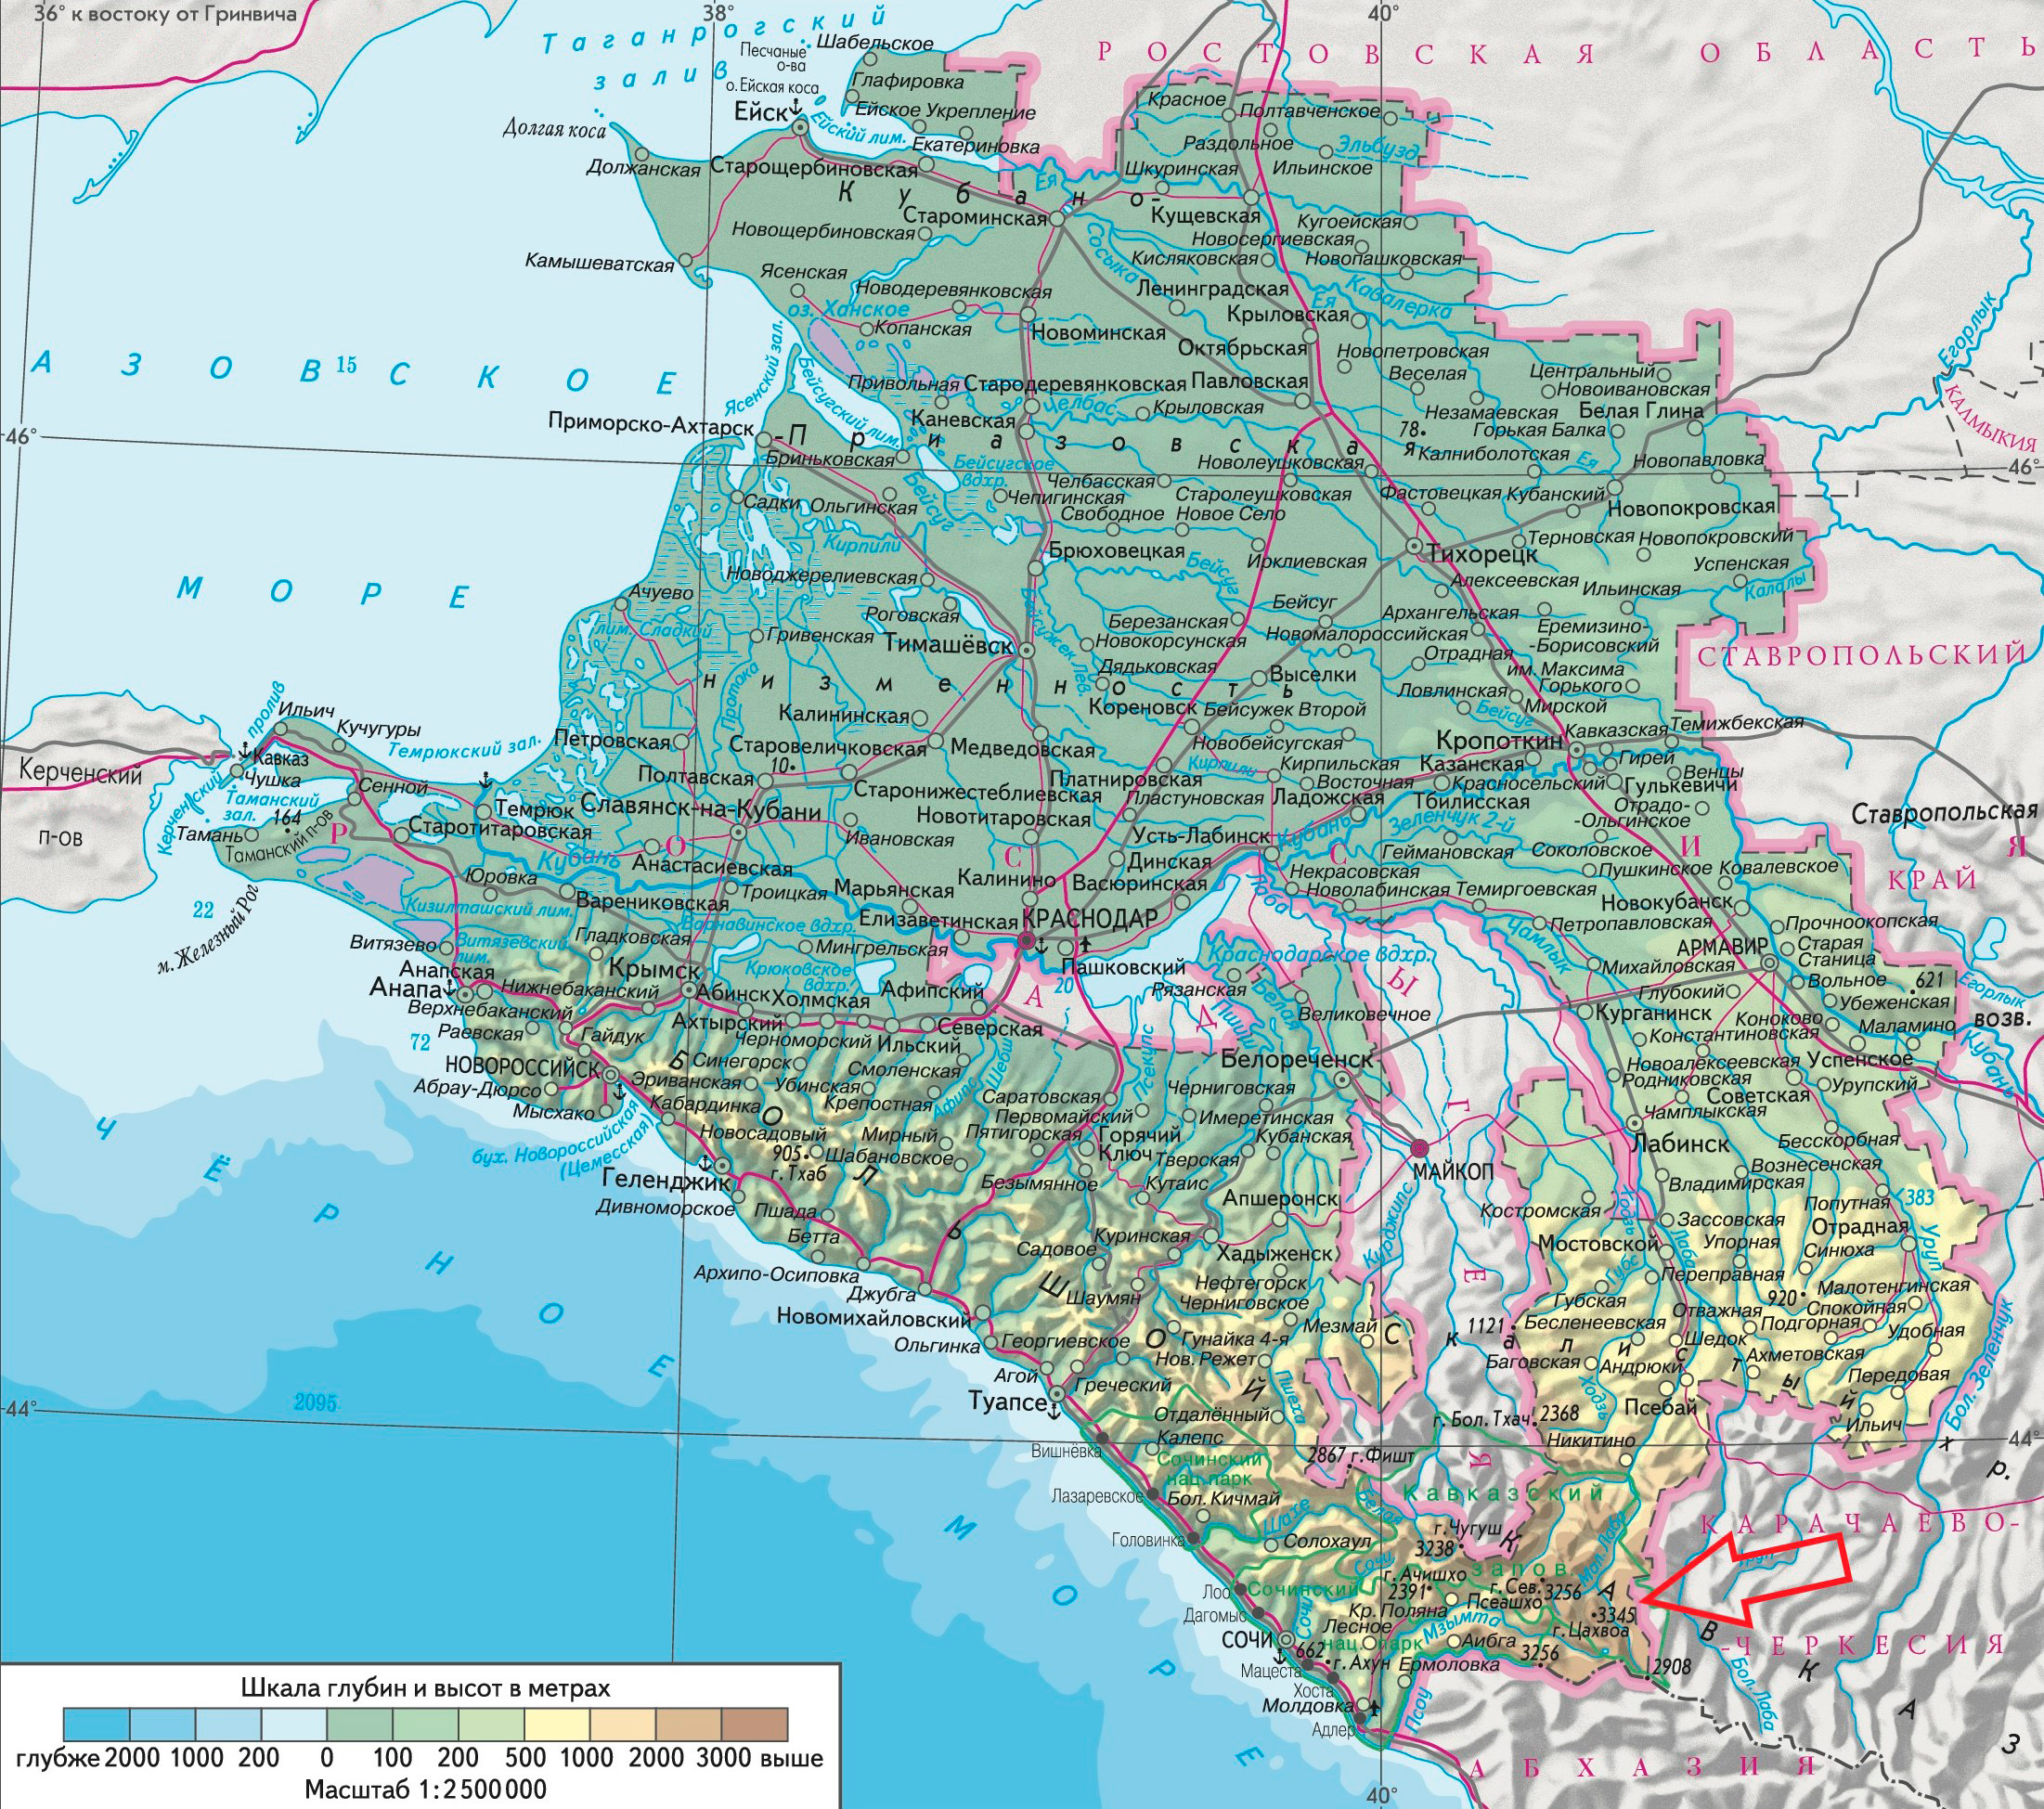 36° к востоку от Гринвича
38°
40°
Таганрогский
залив
РОСТОВСКАЯ ОБЛАСТЬ
Песчаные
о-ва
Шабельское
Глафировка
о. Ейская коса
Ейск
Ейское Укрепление
Ейский лим.
Екатериновка
Долгая коса
Должанская
Старощербиновская
Красное
Полтавченское
Раздольное
Эльбузд
Шкуринская
Ильинское
Ея
Кубано-
Староминская
Кущевская
Кугоейская
Новощербиновская
Новосергиевская
Сосыка
Кисляковская
Новопашковская
Камышеватская
Ясенская
Новодеревянковская
Ленинградская
Ея
Кавалерка
оз. Ханское
Крыловская
Копанская
Новоминская
Октябрьская
Егорлык
КАЛМЫКИЯ
АЗОВСКОЕ
15
Ясенский зал.
Бейсугский лим.
Новопетровская
Веселая
Центральный
Новоивановская
Привольная
Стародеревянковская
Павловская
Челбас
Каневская
Крыловская
Незамаевская
Белая Глина
Приморско-Ахтарск
78
Горькая Балка
46°
-Приазовская
Бриньковская
Бейсугское
вдхр.
Новолеушковская
Калниболотская
Ея
Новопавловка
46°
Челбасская
Чепигинская
Старолеушковская
Фастовецкая
Кубанский
Садки
Ольгинская
Бейсуг
Свободное
Новое Село
Новопокровская
Кирпили
Брюховецкая
Тихорецк
Терновская
Новопокровский
Ирклиевская
Успенская
МОРЕ
Новоджерелиевская
Бейсуг
Алексеевская
Ильинская
Калалы
Ачуево
Роговская
Бейсуг
Архангельская
лим. Сладкий
Гривенская
Тимашёвск
Бейсужек Лев.
Березанская
Новокорсунская
Новомалороссийская
Еремизино-
-Борисовский
Отрадная
СТАВРОПОЛЬСКИЙ
Дядьковская
Выселки
им. Максима
Горького
низменность
Протока
Ловлинская
Мирской
Бейсуг
пролив
Ильич
Кучугуры
Калининская
Кореновск
Бейсужек Второй
Кавказская
Темижбекская
Темрюкский зал.
Петровская
Старовеличковская
Медведовская
Новобейсугская
Кропоткин
Кавказ
Керченский
Чушка
10
Полтавская
Платнировская
Кирпили
Кирпильская
Казанская
Гирей
Венцы
Сенной
Старонижестеблиевская
Восточная
Красносельский
Гулькевичи
Таманский
зал.
Керченский
Темрюк
Славянск-на-Кубани
Пластуновская
Ладожская
Тбилисская
Отрадо-
-Ольгинское
Ставропольская
п-ов
Тамань
164
Таманский п-ов
Старотитаровская
Ивановская
Новотитаровская
Усть-Лабинск
Кубань
Зеленчук 2-й
РОССИЯ
Кубань
Анастасиевская
Динская
Геймановская
Соколовское
КРАЙ
Юровка
Троицкая
Калинино
Васюринская
Некрасовская
Пушкинское
Ковалевское
22
м. Железный Рог
Кизилташский лим.
Варениковская
Марьянская
Елизаветинская
КРАСНОДАР
Лаба
Новолабинская
Темиргоевская
Новокубанск
Варнавинское вдхр.
Петропавловская
Прочноокопская
Витязево
Витязевский
лим.
Гладковская
Мингрельская
Краснодарское вдхр.
Чамлык
АРМАВИР
Старая
Станица
Анапская
Анапа
Крымск
Крюковское
вдхр.
Пашковский
20
Рязанская
Михайловская
Вольное
621
Егорлык
Нижнебаканский
Абинск
Холмская
Афипский
АДЫГЕЯ
Белая
Пшиш
Великовечное
Глубокий
Убеженская
возв.
Верхнебаканский
Раевская
72
Гайдук
Ахтырский
Северская
Псекупс
Курганинск
Коноково
Константиновская
Маламино
Черноморский
Ильский
Синегорск
Смоленская
Шебш
Белореченск
Новоалексеевская
Успенское
Кубань
НОВОРОССИЙСК
Абрау-Дюрсо
Мысхако
Эриванская
Убинская
Крепостная
Афипс
Черниговская
Родниковская
Урупский
Советская
Кабардинка
Саратовская
Первомайский
Имеретинская
Чамлыкская
бух. Новороссийская
(Цемесская)
Новосадовый
Мирный
Пятигорская
Горячий
Ключ
Кубанская
Лабинск
Бесскорбная
905
г. Тхаб
Шабановское
Тверская
МАЙКОП
Вознесенская
Владимирская
Геленджик
Безымянное
Кутаис
Апшеронск
Костромская
Ходзь
Попутная
383
Дивноморское
Пшада
Зассовская
Отрадная
ЧЁРНОЕ
Бетта
Садовое
Куринская
Хадыженск
Курджипс
Мостовской
Лаба
Упорная
Синюха
Уруп
Архипо-Осиповка
Джубга
Нефтегорск
Губс
Переправная
Малотенгинская
Шаумян
Черниговское
Губская
Отважная
920
Спокойная
Новомихайловский
Ольгинка
Георгиевское
Гунайка 4-я
Мезмай
1121
Бесленеевская
Шедок
Подгорная
Удобная
Нов. Режет
Баговская
Андрюки
Ахметовская
Передовая
Агой
Греческий
Туапсе
Пшеха
Ходзь
Псебай
Ильич
Бол. Зеленчук
БОЛЬШОЙ КАВКАЗ
Скалистый хр.
44°
2095
Отдалённый
г. Бол. Тхач
2368
44°
Вишнёвка
Калепс
Сочинский
нац. парк
2867
г. Фишт
Никитино
Лазаревское
Бол. Кичмай
Шахе
Белая
Кавказский
КАРАЧАЕВО-
Головинка
Солохаул
г. Чугуш
3238
Мал. Лаба
Уруп
Сочи
г. Ачишхо
2391
запов.
г. Сев.
Псеашхо
3256
Лоо
Сочинский
Дагомыс
Сочи
Кр. Поляна
3345
г. Цахвоа
СОЧИ
Лесное
Мзымта
нац. парк
Аибга
3256
-ЧЕРКЕСИЯ
Мацеста
662
г. Ахун
Ермоловка
2908
Хоста
Молдовка
Псоу
Бол. Лаба
Адлер
МОРЕ
АБХАЗИЯ
40°
Шкала глубин и высот в метрах
глубже 2000 1000 200 0 100 200 500 1000 2000 3000 выше
Масштаб 1:2 500 000